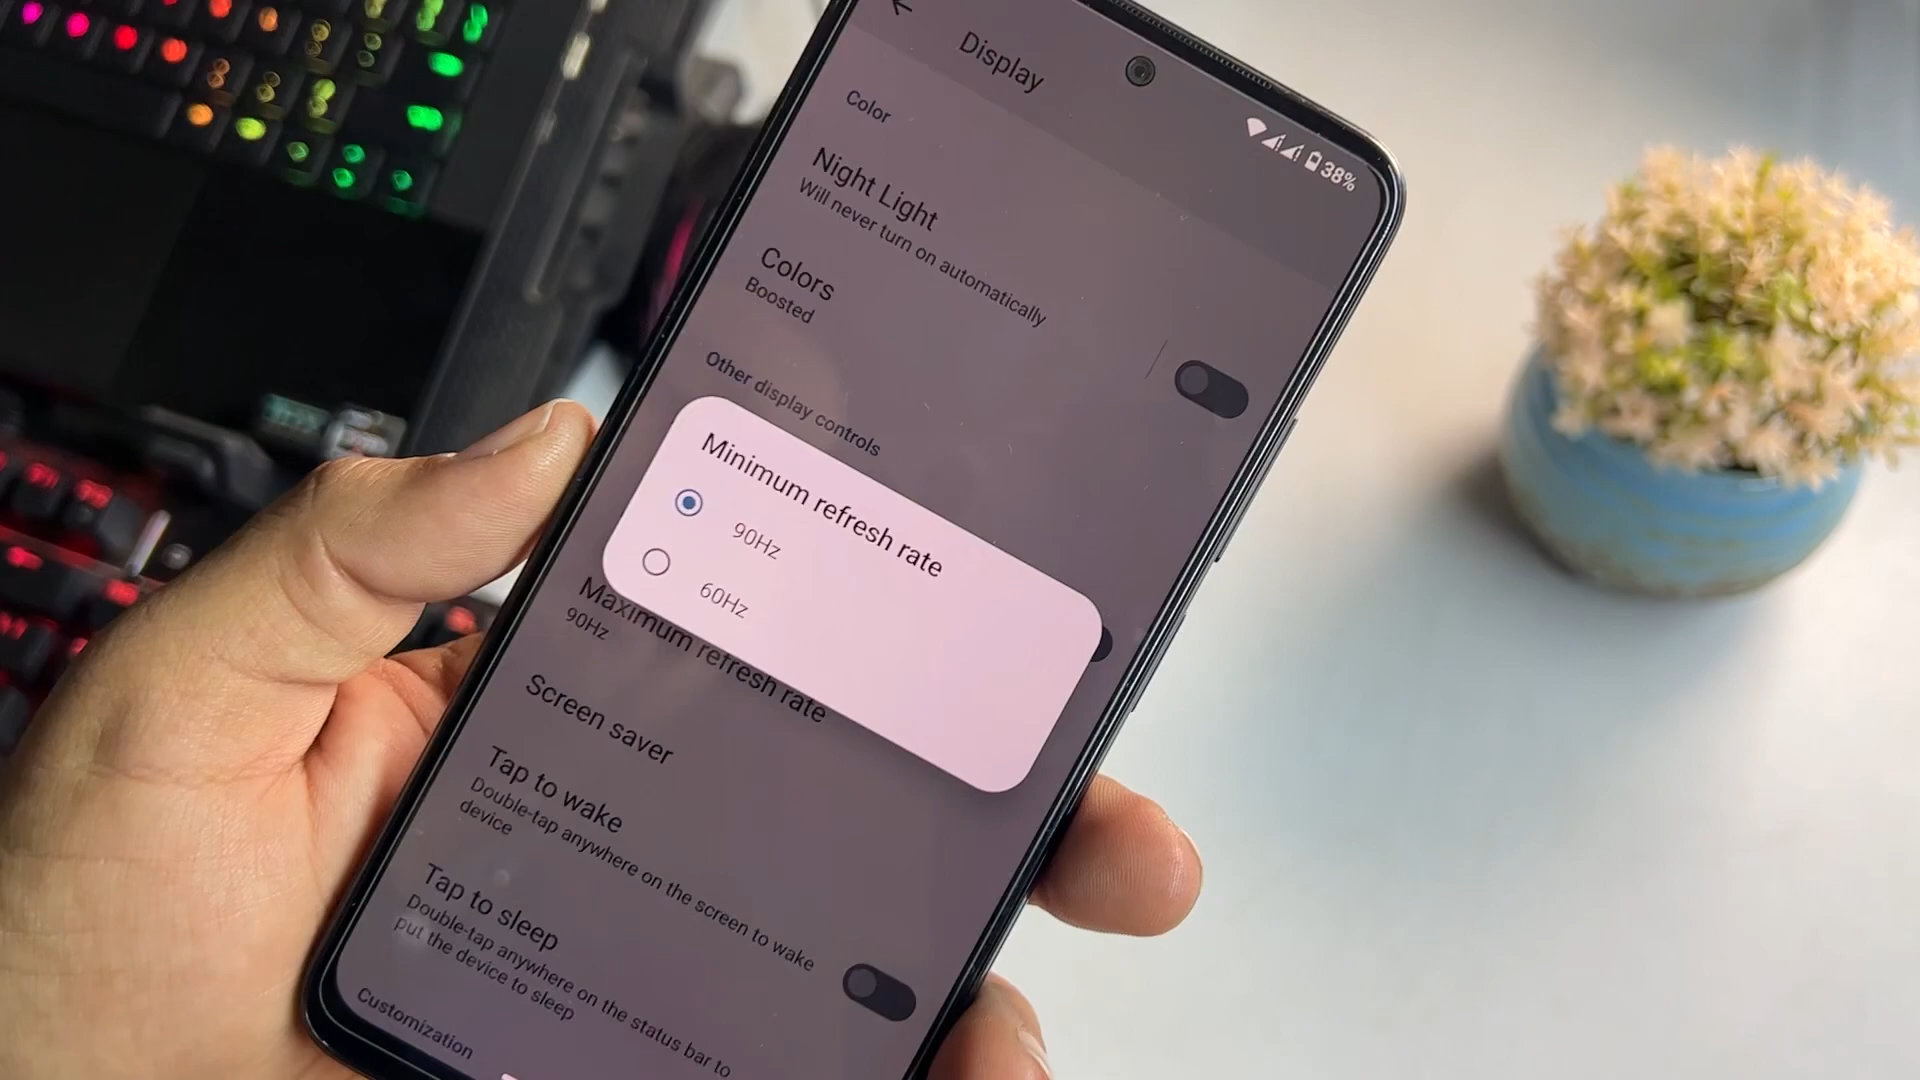 Display
38%
Color
Night Light
Will never turn on automatically
Colors
Boosted
Other display controls
Minimum refresh rate
90Hz
60Hz
Maximum refresh rate
90Hz
Screen saver
Tap to wake
Double-tap anywhere on the screen to wake
device
Tap to sleep
Double-tap anywhere on the status bar to
put the device to sleep
Customization